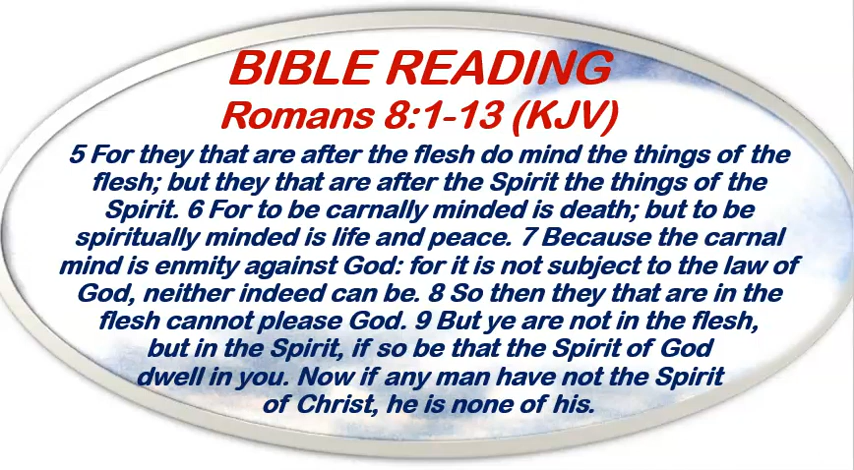 BIBLE READING
Romans 8:1-13 (KJV)
5 For they that are after the flesh do mind the things of the
flesh; but they that are after the Spirit the things of the
Spirit. 6 For to be carnally minded is death; but to be
spiritually minded is life and peace. 7 Because the carnal
mind is enmity against God: for it is not subject to the law of
God, neither indeed can be. 8 So then they that are in the
flesh cannot please God. 9 But ye are not in the flesh,
but in the Spirit, if so be that the Spirit of God
dwell in you. Now if any man have not the Spirit
of Christ, he is none of his.